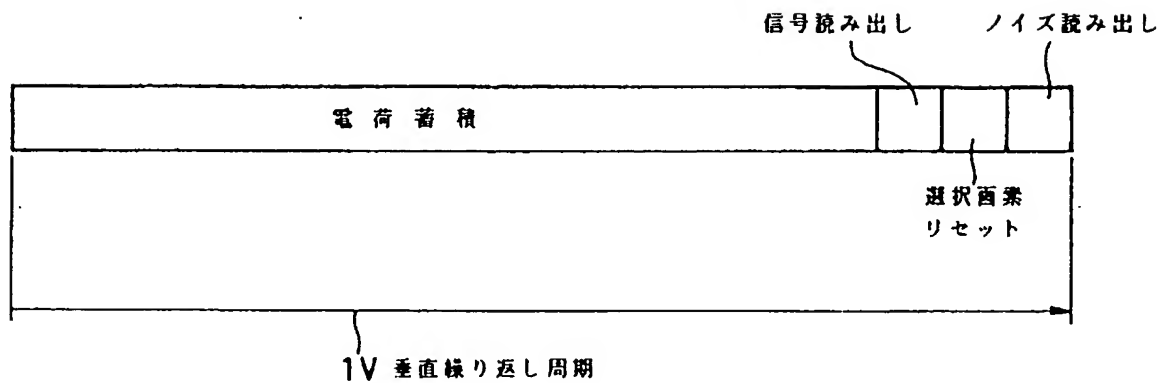 信号読み出し
ノイズ読み出し
電荷蓄積
選択画素
リセット
1V 垂直繰り返し周期